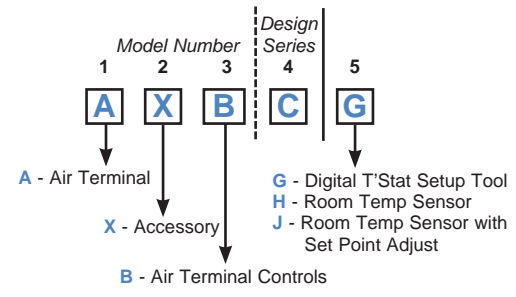 Model Number Design
Series
1 2 3 4 5
A X B C G
A - Air Terminal
X - Accessory
B - Air Terminal Controls
G - Digital T'Stat Setup Tool
H - Room Temp Sensor
J - Room Temp Sensor with
Set Point Adjust